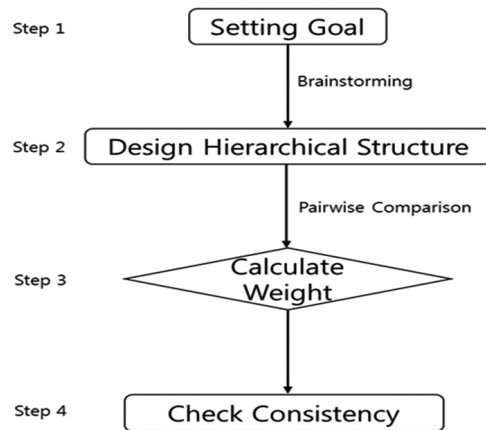 Step 1
Setting Goal
Brainstorming
Step 2
Design Hierarchical Structure
Pairwise Comparison
Step 3
Calculate
Weight
Step 4
Check Consistency